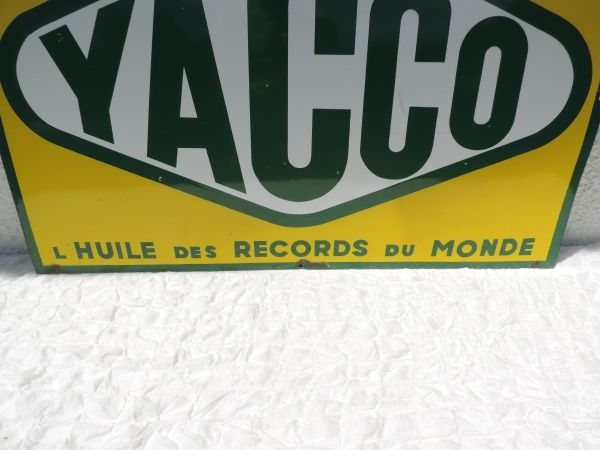 YACCO
L HUILE DES RECORDS DU MONDE